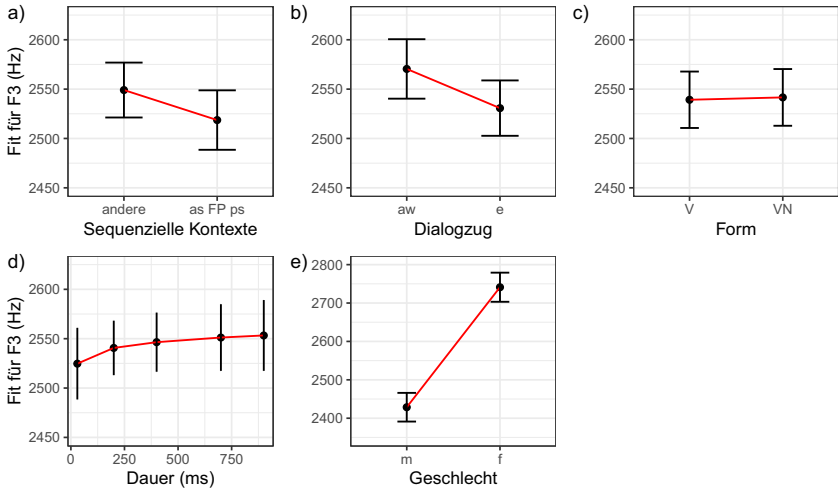 a)
Fit für F3 (Hz)
2600
2550
2500
2450
andere
as FP ps
Sequenzielle Kontexte
b)
2600
2550
2500
2450
aw
e
Dialogzug
c)
2600
2550
2500
2450
V
VN
Form
d)
Fit für F3 (Hz)
2600
2550
2500
2450
0
250
500
750
Dauer (ms)
e)
2800
2700
2600
2500
2400
m
f
Geschlecht